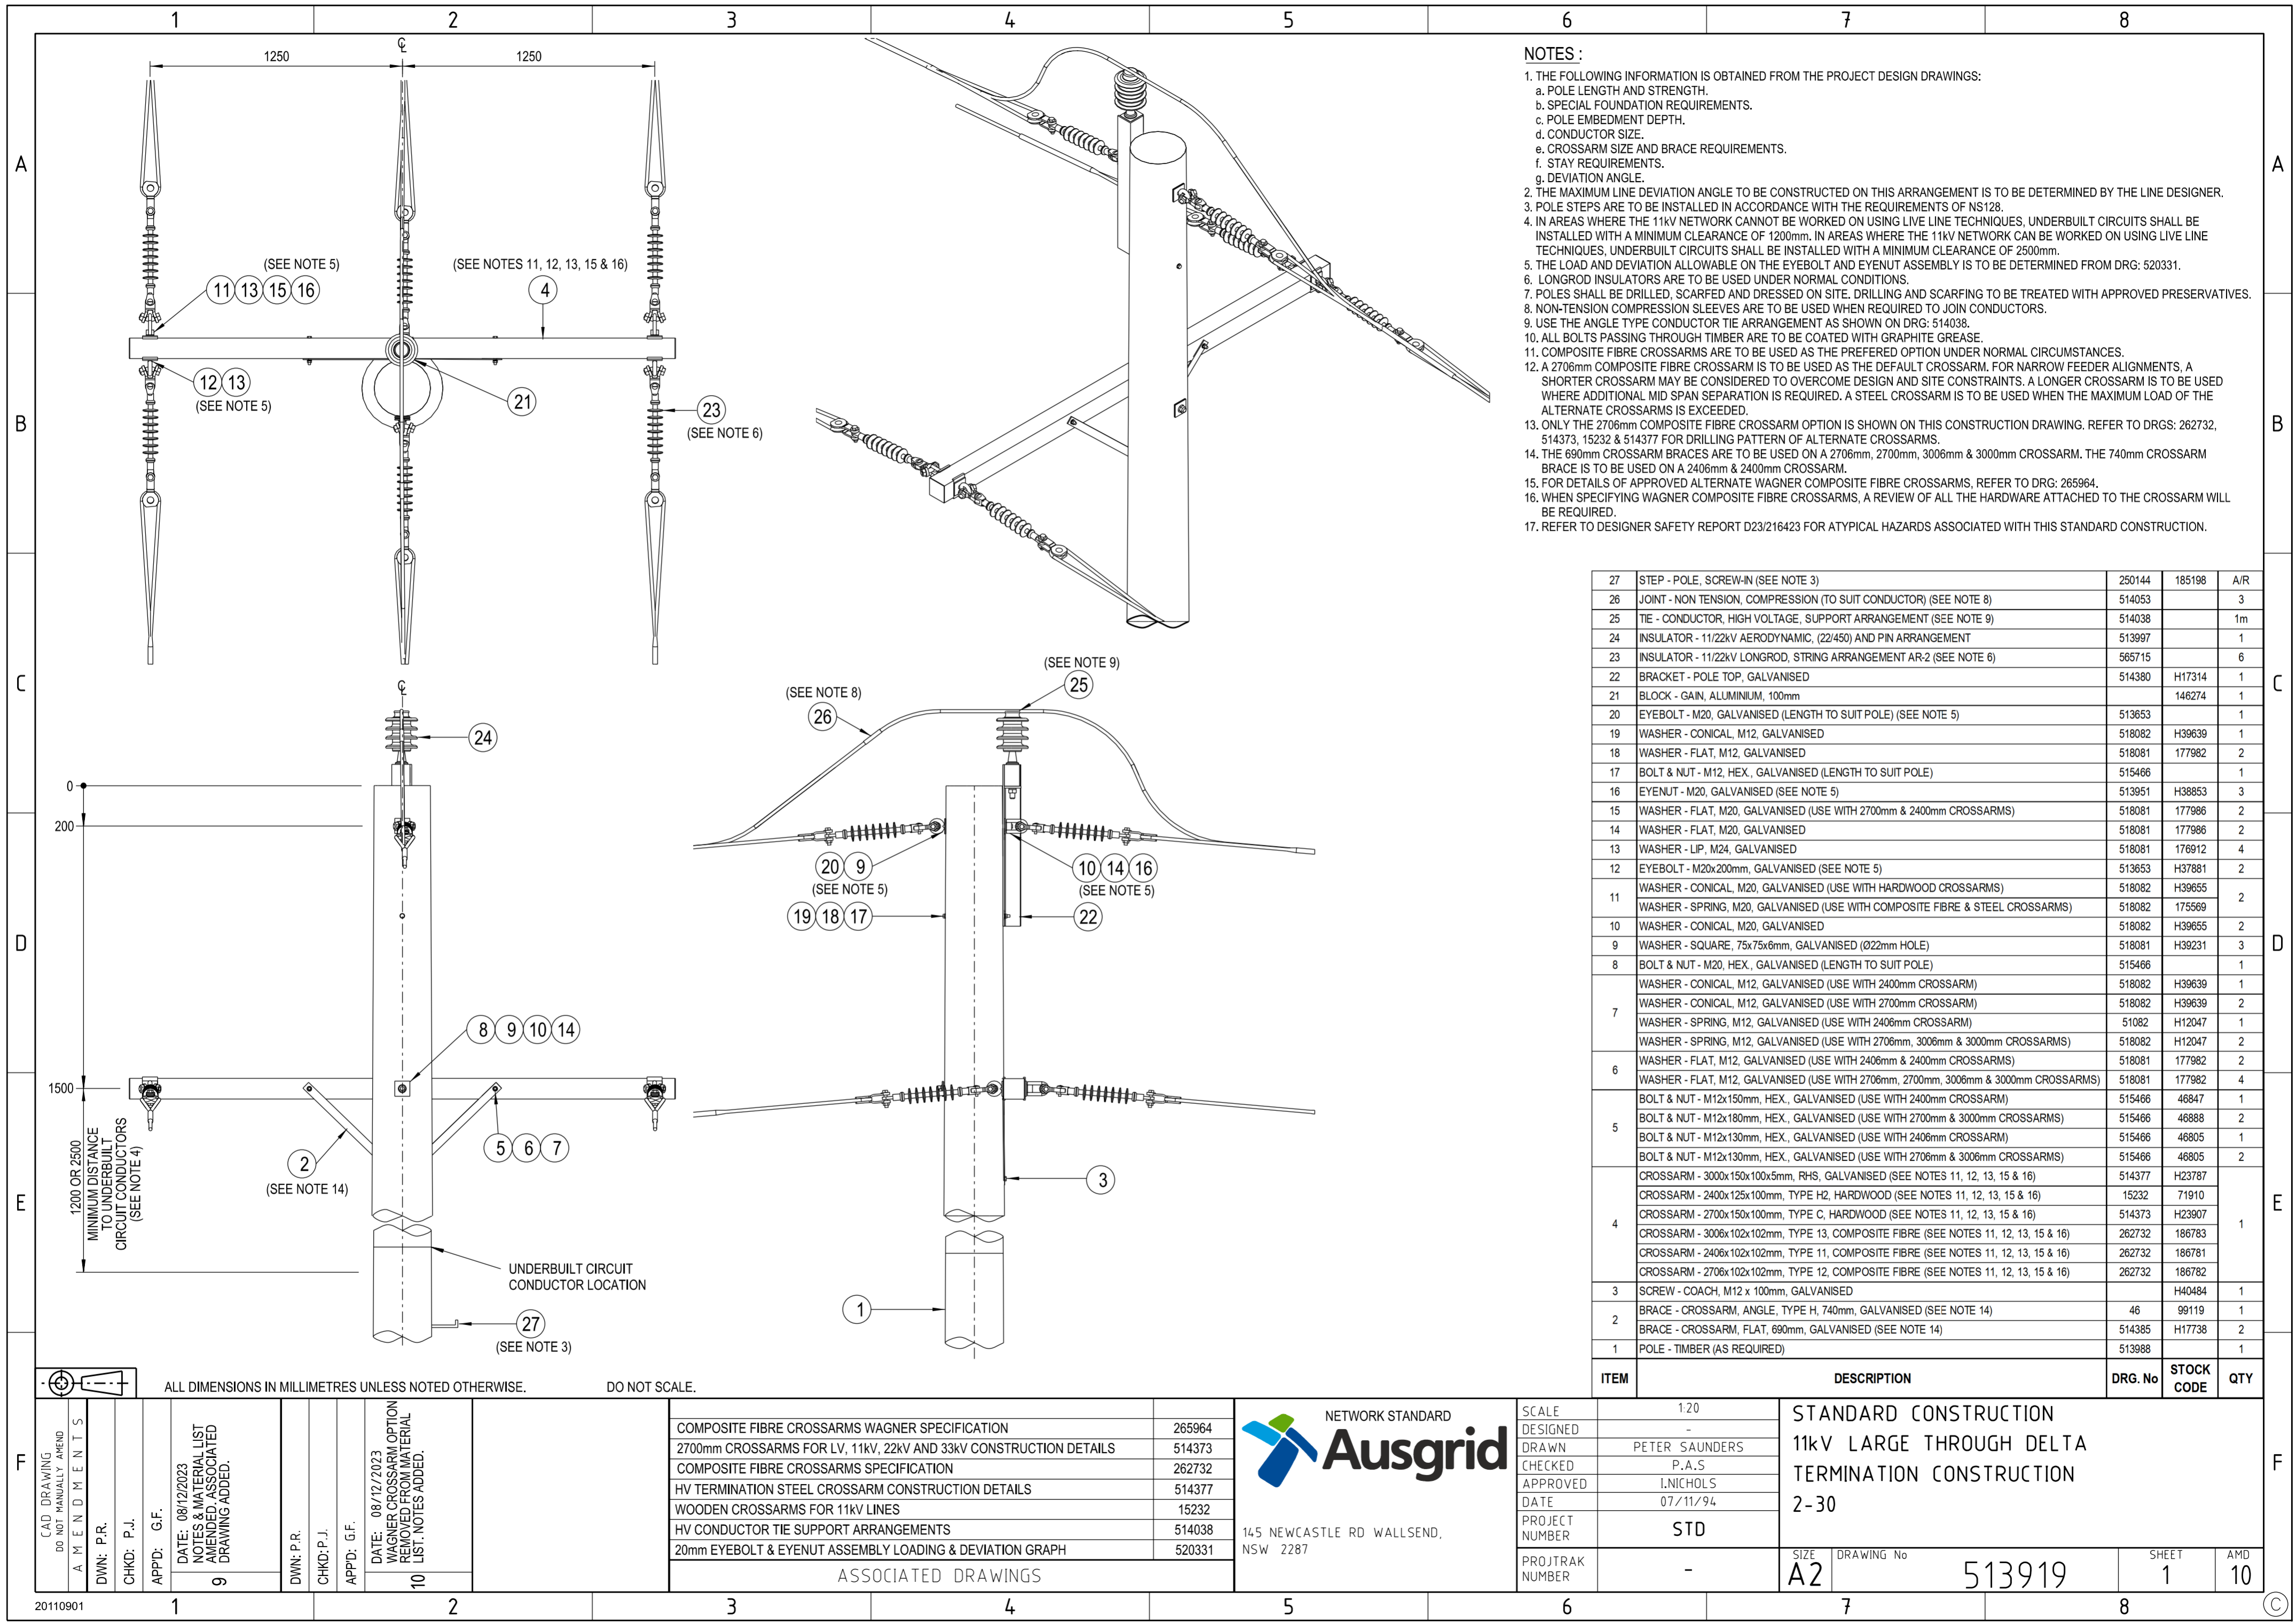 1 2 3 4 5 6 7 8
A
B
C
D
E
F
A
B
C
D
E
F
1250
℄
1250
(SEE NOTE 5)
11 13 15 16
(SEE NOTES 11, 12, 13, 15 & 16)
4
12 13
(SEE NOTE 5)
21
23
(SEE NOTE 6)
℄
24
0
200
8 9 10 14
1500
1200 OR 2500
MINIMUM DISTANCE
TO UNDERBUILT
CIRCUIT CONDUCTORS
(SEE NOTE 4)
2
(SEE NOTE 14)
5 6 7
UNDERBUILT CIRCUIT
CONDUCTOR LOCATION
27
(SEE NOTE 3)
(SEE NOTE 9)
25
(SEE NOTE 8)
26
20 9
(SEE NOTE 5)
10 14 16
(SEE NOTE 5)
19 18 17
22
3
1
NOTES :
1. THE FOLLOWING INFORMATION IS OBTAINED FROM THE PROJECT DESIGN DRAWINGS:
a. POLE LENGTH AND STRENGTH.
b. SPECIAL FOUNDATION REQUIREMENTS.
c. POLE EMBEDMENT DEPTH.
d. CONDUCTOR SIZE.
e. CROSSARM SIZE AND BRACE REQUIREMENTS.
f. STAY REQUIREMENTS.
g. DEVIATION ANGLE.
2. THE MAXIMUM LINE DEVIATION ANGLE TO BE CONSTRUCTED ON THIS ARRANGEMENT IS TO BE DETERMINED BY THE LINE DESIGNER.
3. POLE STEPS ARE TO BE INSTALLED IN ACCORDANCE WITH THE REQUIREMENTS OF NS128.
4. IN AREAS WHERE THE 11kV NETWORK CANNOT BE WORKED ON USING LIVE LINE TECHNIQUES, UNDERBUILT CIRCUITS SHALL BE
INSTALLED WITH A MINIMUM CLEARANCE OF 1200mm. IN AREAS WHERE THE 11kV NETWORK CAN BE WORKED ON USING LIVE LINE
TECHNIQUES, UNDERBUILT CIRCUITS SHALL BE INSTALLED WITH A MINIMUM CLEARANCE OF 2500mm.
5. THE LOAD AND DEVIATION ALLOWABLE ON THE EYEBOLT AND EYENUT ASSEMBLY IS TO BE DETERMINED FROM DRG: 520331.
6. LONGROD INSULATORS ARE TO BE USED UNDER NORMAL CONDITIONS.
7. POLES SHALL BE DRILLED, SCARFED AND DRESSED ON SITE. DRILLING AND SCARFING TO BE TREATED WITH APPROVED PRESERVATIVES.
8. NON-TENSION COMPRESSION SLEEVES ARE TO BE USED WHEN REQUIRED TO JOIN CONDUCTORS.
9. USE THE ANGLE TYPE CONDUCTOR TIE ARRANGEMENT AS SHOWN ON DRG: 514038.
10. ALL BOLTS PASSING THROUGH TIMBER ARE TO BE COATED WITH GRAPHITE GREASE.
11. COMPOSITE FIBRE CROSSARMS ARE TO BE USED AS THE PREFERED OPTION UNDER NORMAL CIRCUMSTANCES.
12. A 2706mm COMPOSITE FIBRE CROSSARM IS TO BE USED AS THE DEFAULT CROSSARM. FOR NARROW FEEDER ALIGNMENTS, A
SHORTER CROSSARM MAY BE CONSIDERED TO OVERCOME DESIGN AND SITE CONSTRAINTS. A LONGER CROSSARM IS TO BE USED
WHERE ADDITIONAL MID SPAN SEPARATION IS REQUIRED. A STEEL CROSSARM IS TO BE USED WHEN THE MAXIMUM LOAD OF THE
ALTERNATE CROSSARMS IS EXCEEDED.
13. ONLY THE 2706mm COMPOSITE FIBRE CROSSARM OPTION IS SHOWN ON THIS CONSTRUCTION DRAWING. REFER TO DRGS: 262732,
514373, 15232 & 514377 FOR DRILLING PATTERN OF ALTERNATE CROSSARMS.
14. THE 690mm CROSSARM BRACES ARE TO BE USED ON A 2706mm, 2700mm, 3006mm & 3000mm CROSSARM. THE 740mm CROSSARM
BRACE IS TO BE USED ON A 2406mm & 2400mm CROSSARM.
15. FOR DETAILS OF APPROVED ALTERNATE WAGNER COMPOSITE FIBRE CROSSARMS, REFER TO DRG: 265964.
16. WHEN SPECIFYING WAGNER COMPOSITE FIBRE CROSSARMS, A REVIEW OF ALL THE HARDWARE ATTACHED TO THE CROSSARM WILL
BE REQUIRED.
17. REFER TO DESIGNER SAFETY REPORT D23/216423 FOR ATYPICAL HAZARDS ASSOCIATED WITH THIS STANDARD CONSTRUCTION.
27 STEP - POLE, SCREW-IN (SEE NOTE 3) 250144 185198 A/R
26 JOINT - NON TENSION, COMPRESSION (TO SUIT CONDUCTOR) (SEE NOTE 8) 514053 3
25 TIE - CONDUCTOR, HIGH VOLTAGE, SUPPORT ARRANGEMENT (SEE NOTE 9) 514038 1m
24 INSULATOR - 11/22kV AERODYNAMIC, (22/450) AND PIN ARRANGEMENT 513997 1
23 INSULATOR - 11/22kV LONGROD, STRING ARRANGEMENT AR-2 (SEE NOTE 6) 565715 6
22 BRACKET - POLE TOP, GALVANISED 514380 H17314 1
21 BLOCK - GAIN, ALUMINIUM, 100mm 146274 1
20 EYEBOLT - M20, GALVANISED (LENGTH TO SUIT POLE) (SEE NOTE 5) 513653 1
19 WASHER - CONICAL, M12, GALVANISED 518082 H39639 1
18 WASHER - FLAT, M12, GALVANISED 518081 177982 2
17 BOLT & NUT - M12, HEX., GALVANISED (LENGTH TO SUIT POLE) 515466 1
16 EYENUT - M20, GALVANISED (SEE NOTE 5) 513951 H38853 3
15 WASHER - FLAT, M20, GALVANISED (USE WITH 2700mm & 2400mm CROSSARMS) 518081 177986 2
14 WASHER - FLAT, M20, GALVANISED 518081 177986 2
13 WASHER - LIP, M24, GALVANISED 518081 176912 4
12 EYEBOLT - M20x200mm, GALVANISED (SEE NOTE 5) 513653 H37881 2
11 WASHER - CONICAL, M20, GALVANISED (USE WITH HARDWOOD CROSSARMS) 518082 H39655 2
WASHER - SPRING, M20, GALVANISED (USE WITH COMPOSITE FIBRE & STEEL CROSSARMS) 518082 175569
10 WASHER - CONICAL, M20, GALVANISED 518082 H39655 2
9 WASHER - SQUARE, 75x75x6mm, GALVANISED (Ø22mm HOLE) 518081 H39231 3
8 BOLT & NUT - M20, HEX., GALVANISED (LENGTH TO SUIT POLE) 515466 1
7 WASHER - CONICAL, M12, GALVANISED (USE WITH 2400mm CROSSARM) 518082 H39639 1
WASHER - CONICAL, M12, GALVANISED (USE WITH 2700mm CROSSARM) 518082 H39639 2
WASHER - SPRING, M12, GALVANISED (USE WITH 2406mm CROSSARM) 51082 H12047 1
WASHER - SPRING, M12, GALVANISED (USE WITH 2706mm, 3006mm & 3000mm CROSSARMS) 518082 H12047 2
6 WASHER - FLAT, M12, GALVANISED (USE WITH 2406mm & 2400mm CROSSARMS) 518081 177982 2
WASHER - FLAT, M12, GALVANISED (USE WITH 2706mm, 2700mm, 3006mm & 3000mm CROSSARMS) 518081 177982 4
5 BOLT & NUT - M12x150mm, HEX., GALVANISED (USE WITH 2400mm CROSSARM) 515466 46847 1
BOLT & NUT - M12x180mm, HEX., GALVANISED (USE WITH 2700mm & 3000mm CROSSARMS) 515466 46888 2
BOLT & NUT - M12x130mm, HEX., GALVANISED (USE WITH 2406mm CROSSARM) 515466 46805 1
BOLT & NUT - M12x130mm, HEX., GALVANISED (USE WITH 2706mm & 3006mm CROSSARMS) 515466 46805 2
4 CROSSARM - 3000x150x100x5mm, RHS, GALVANISED (SEE NOTES 11, 12, 13, 15 & 16) 514377 H23787 1
CROSSARM - 2400x125x100mm, TYPE H2, HARDWOOD (SEE NOTES 11, 12, 13, 15 & 16) 15232 71910
CROSSARM - 2700x150x100mm, TYPE C, HARDWOOD (SEE NOTES 11, 12, 13, 15 & 16) 514373 H23907
CROSSARM - 3006x102x102mm, TYPE 13, COMPOSITE FIBRE (SEE NOTES 11, 12, 13, 15 & 16) 262732 186783
CROSSARM - 2406x102x102mm, TYPE 11, COMPOSITE FIBRE (SEE NOTES 11, 12, 13, 15 & 16) 262732 186781
CROSSARM - 2706x102x102mm, TYPE 12, COMPOSITE FIBRE (SEE NOTES 11, 12, 13, 15 & 16) 262732 186782
3 SCREW - COACH, M12 x 100mm, GALVANISED H40484 1
2 BRACE - CROSSARM, ANGLE, TYPE H, 740mm, GALVANISED (SEE NOTE 14) 46 99119 1
BRACE - CROSSARM, FLAT, 690mm, GALVANISED (SEE NOTE 14) 514385 H17738 2
1 POLE - TIMBER (AS REQUIRED) 513988 1
ITEM DESCRIPTION DRG. No STOCK CODE QTY
ALL DIMENSIONS IN MILLIMETRES UNLESS NOTED OTHERWISE. DO NOT SCALE.
CAD DRAWING
DO NOT MANUALLY AMEND
AMENDMENTS
DWN: P.R.
CHKD: P.J.
APP'D: G.F.
DATE: 08/12/2023
NOTES & MATERIAL LIST
AMENDED. ASSOCIATED
DRAWING ADDED.
9
DWN: P.R.
CHKD: P.J.
APP'D: G.F.
DATE: 08/12/2023
WAGNER CROSSARM OPTION
REMOVED FROM MATERIAL
LIST. NOTES ADDED.
10
COMPOSITE FIBRE CROSSARMS WAGNER SPECIFICATION 265964
2700mm CROSSARMS FOR LV, 11kV, 22kV AND 33kV CONSTRUCTION DETAILS 514373
COMPOSITE FIBRE CROSSARMS SPECIFICATION 262732
HV TERMINATION STEEL CROSSARM CONSTRUCTION DETAILS 514377
WOODEN CROSSARMS FOR 11kV LINES 15232
HV CONDUCTOR TIE SUPPORT ARRANGEMENTS 514038
20mm EYEBOLT & EYENUT ASSEMBLY LOADING & DEVIATION GRAPH 520331
ASSOCIATED DRAWINGS
NETWORK STANDARD
Ausgrid
145 NEWCASTLE RD WALLSEND,
NSW 2287
SCALE 1:20
DESIGNED -
DRAWN PETER SAUNDERS
CHECKED P.A.S
APPROVED I.NICHOLS
DATE 07/11/94
PROJECT NUMBER STD
PROJTRAK NUMBER -
STANDARD CONSTRUCTION
11kV LARGE THROUGH DELTA
TERMINATION CONSTRUCTION
2-30
SIZE A2
DRAWING No 513919
SHEET 1
AMD 10
20110901
1 2 3 4 5 6 7 8
©